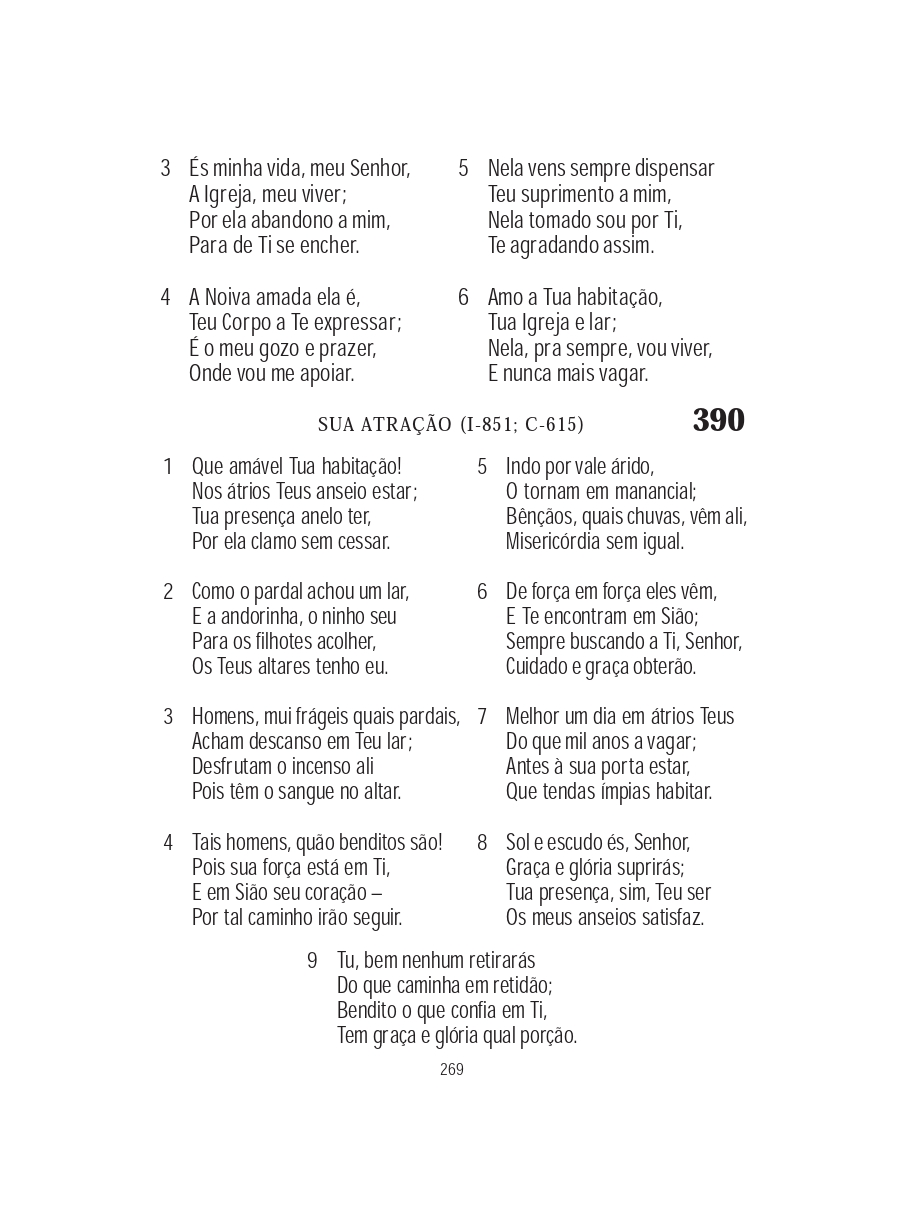 3 És minha vida, meu Senhor,
A Igreja, meu viver;
Por ela abandono a mim,
Para de Ti se encher.
4 A Noiva amada ela é,
Teu Corpo a Te expressar;
É o meu gozo e prazer,
Onde vou me apoiar.
5 Nela vens sempre dispensar
Teu suprimento a mim,
Nela tomado sou por Ti,
Te agradando assim.
6 Amo a Tua habitação,
Tua Igreja e lar;
Nela, pra sempre, vou viver,
E nunca mais vagar.
SUA ATRAÇÃO (I-851; C-615) 390
1 Que amável Tua habitação!
Nos átrios Teus anseio estar;
Tua presença anelo ter,
Por ela clamo sem cessar.
2 Como o pardal achou um lar,
E a andorinha, o ninho seu
Para os filhotes acolher,
Os Teus altares tenho eu.
3 Homens, mui frágeis quais pardais,
Acham descanso em Teu lar;
Desfrutam o incenso ali
Pois têm o sangue no altar.
4 Tais homens, quão benditos são!
Pois sua força está em Ti,
E em Sião seu coração –
Por tal caminho irão seguir.
5 Indo por vale árido,
O tornam em manancial;
Bênçãos, quais chuvas, vêm ali,
Misericórdia sem igual.
6 De força em força eles vêm,
E Te encontram em Sião;
Sempre buscando a Ti, Senhor,
Cuidado e graça obterão.
7 Melhor um dia em átrios Teus
Do que mil anos a vagar;
Antes à sua porta estar,
Que tendas ímpias habitar.
8 Sol e escudo és, Senhor,
Graça e glória suprirás;
Tua presença, sim, Teu ser
Os meus anseios satisfaz.
9 Tu, bem nenhum retirarás
Do que caminha em retidão;
Bendito o que confia em Ti,
Tem graça e glória qual porção.
269